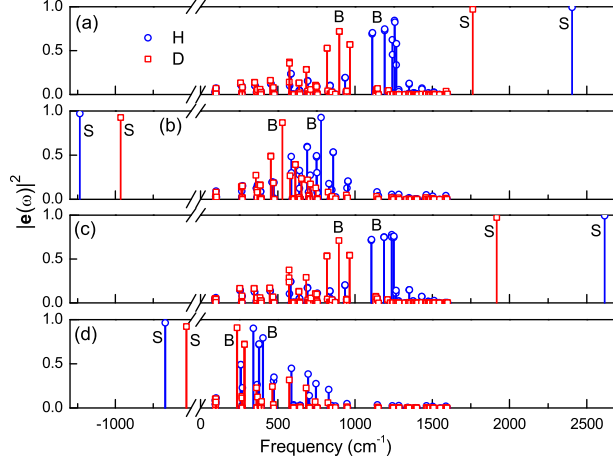 1.0 (a) B B S S
H
D
0.5
0.0
1.0 S S (b) B B
0.5
0.0
|e(ω)|²
1.0 (c) B B S S
0.5
0.0
1.0 (d) S S B B
0.5
0.0
-1000 0 500 1000 1500 2000 2500
Frequency (cm⁻¹)